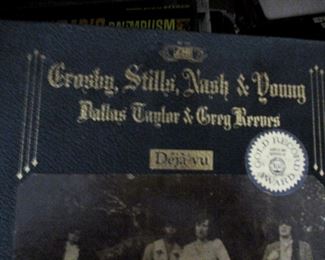 Crosby, Stills, Nash & Young
Dallas Taylor & Greg Reeves
Déjà vu
GOLD RECORD
AWARD